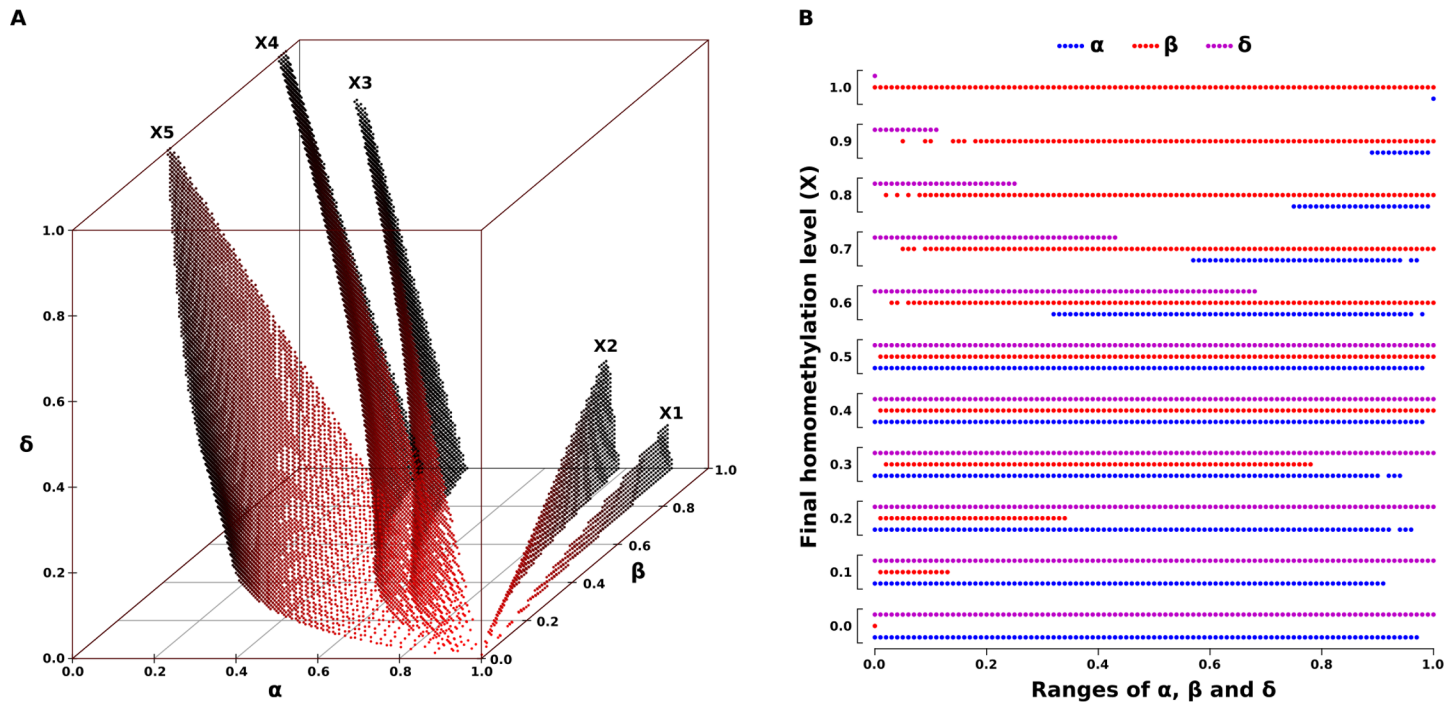 A
X4
X3
X5
X2
X1
1.0
0.8
0.6
0.4
0.2
0.0
δ
0.0
0.2
0.4
0.6
0.8
1.0
α
0.0
0.2
0.4
0.6
0.8
1.0
β
B
α β δ
Final homomethylation level (X)
1.0
0.9
0.8
0.7
0.6
0.5
0.4
0.3
0.2
0.1
0.0
0.0 0.2 0.4 0.6 0.8 1.0
Ranges of α, β and δ